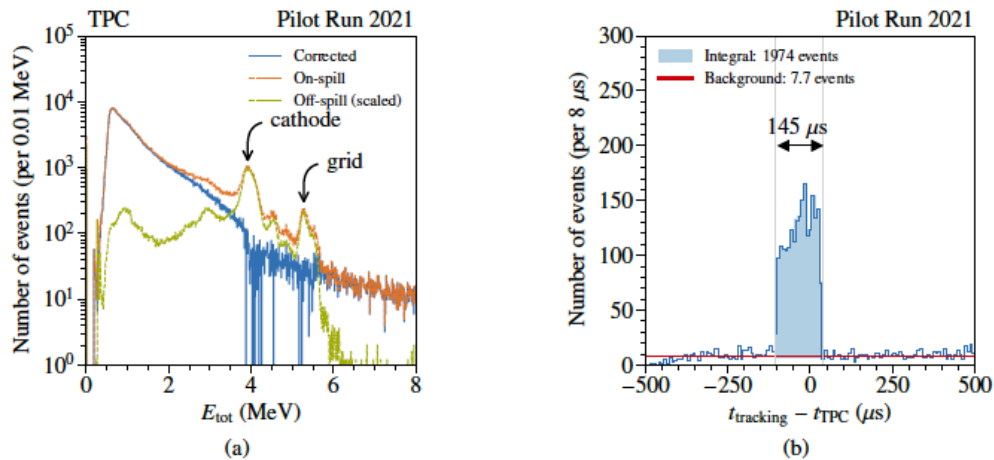 TPC Pilot Run 2021
Number of events (per 0.01 MeV)
10^5
10^4
10^3
10^2
10^1
10^0
Corrected
On-spill
Off-spill (scaled)
cathode
grid
0 2 4 6 8
E_tot (MeV)
(a)
Pilot Run 2021
Number of events (per 8 μs)
300
250
200
150
100
50
0
Integral: 1974 events
Background: 7.7 events
145 μs
−500 −250 0 250 500
t_tracking − t_TPC (μs)
(b)